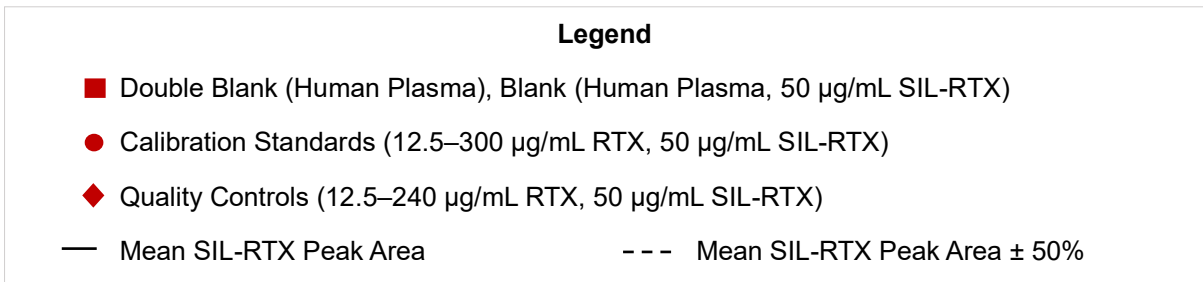 Legend
Double Blank (Human Plasma), Blank (Human Plasma, 50 µg/mL SIL-RTX)
Calibration Standards (12.5–300 µg/mL RTX, 50 µg/mL SIL-RTX)
Quality Controls (12.5–240 µg/mL RTX, 50 µg/mL SIL-RTX)
Mean SIL-RTX Peak Area Mean SIL-RTX Peak Area ± 50%